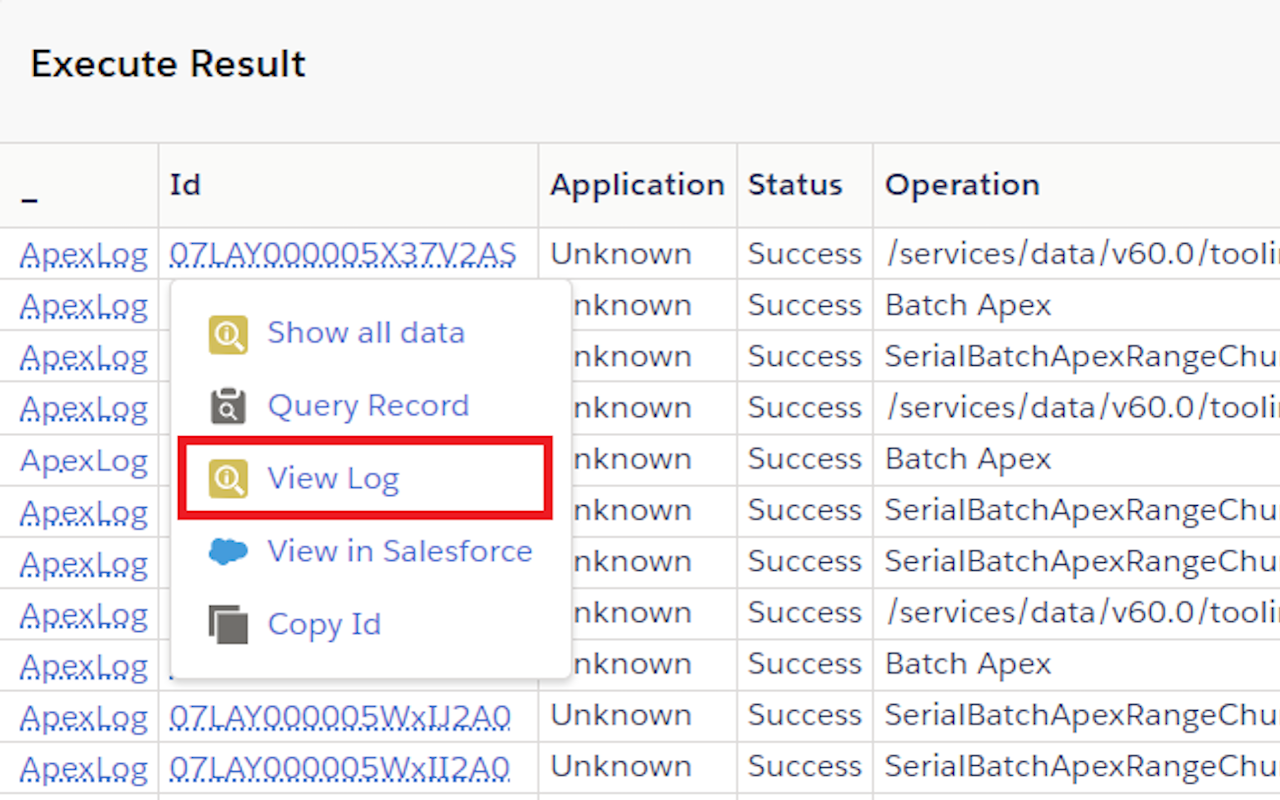 Execute Result
_ Id Application Status Operation
ApexLog 07LAY000005X37V2AS Unknown Success /services/data/v60.0/toolin
ApexLog nknown Success Batch Apex
Show all data
ApexLog nknown Success SerialBatchApexRangeChu
ApexLog Query Record nknown Success /services/data/v60.0/toolin
ApexLog nknown Success Batch Apex
View Log
ApexLog nknown Success SerialBatchApexRangeChu
ApexLog View in Salesforce nknown Success SerialBatchApexRangeChu
ApexLog Copy Id nknown Success /services/data/v60.0/toolin
ApexLog nknown Success Batch Apex
ApexLog 07LAY000005WxIJ2A0 Unknown Success SerialBatchApexRangeChu
ApexLog 07LAY000005WxII2A0 Unknown Success SerialBatchApexRangeChu